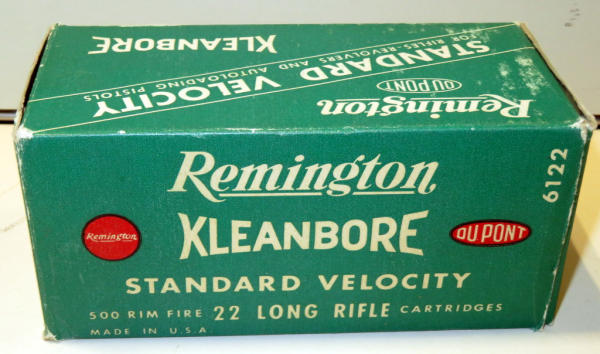 KLEANBORE
STANDARD VELOCITY
FOR RIFLES-REVOLVERS AND AUTOLOADING PISTOLS
Remington
DU PONT
Remington
KLEANBORE
Remington
DU PONT
6122
STANDARD VELOCITY
500 RIM FIRE 22 LONG RIFLE CARTRIDGES
MADE IN U.S.A.